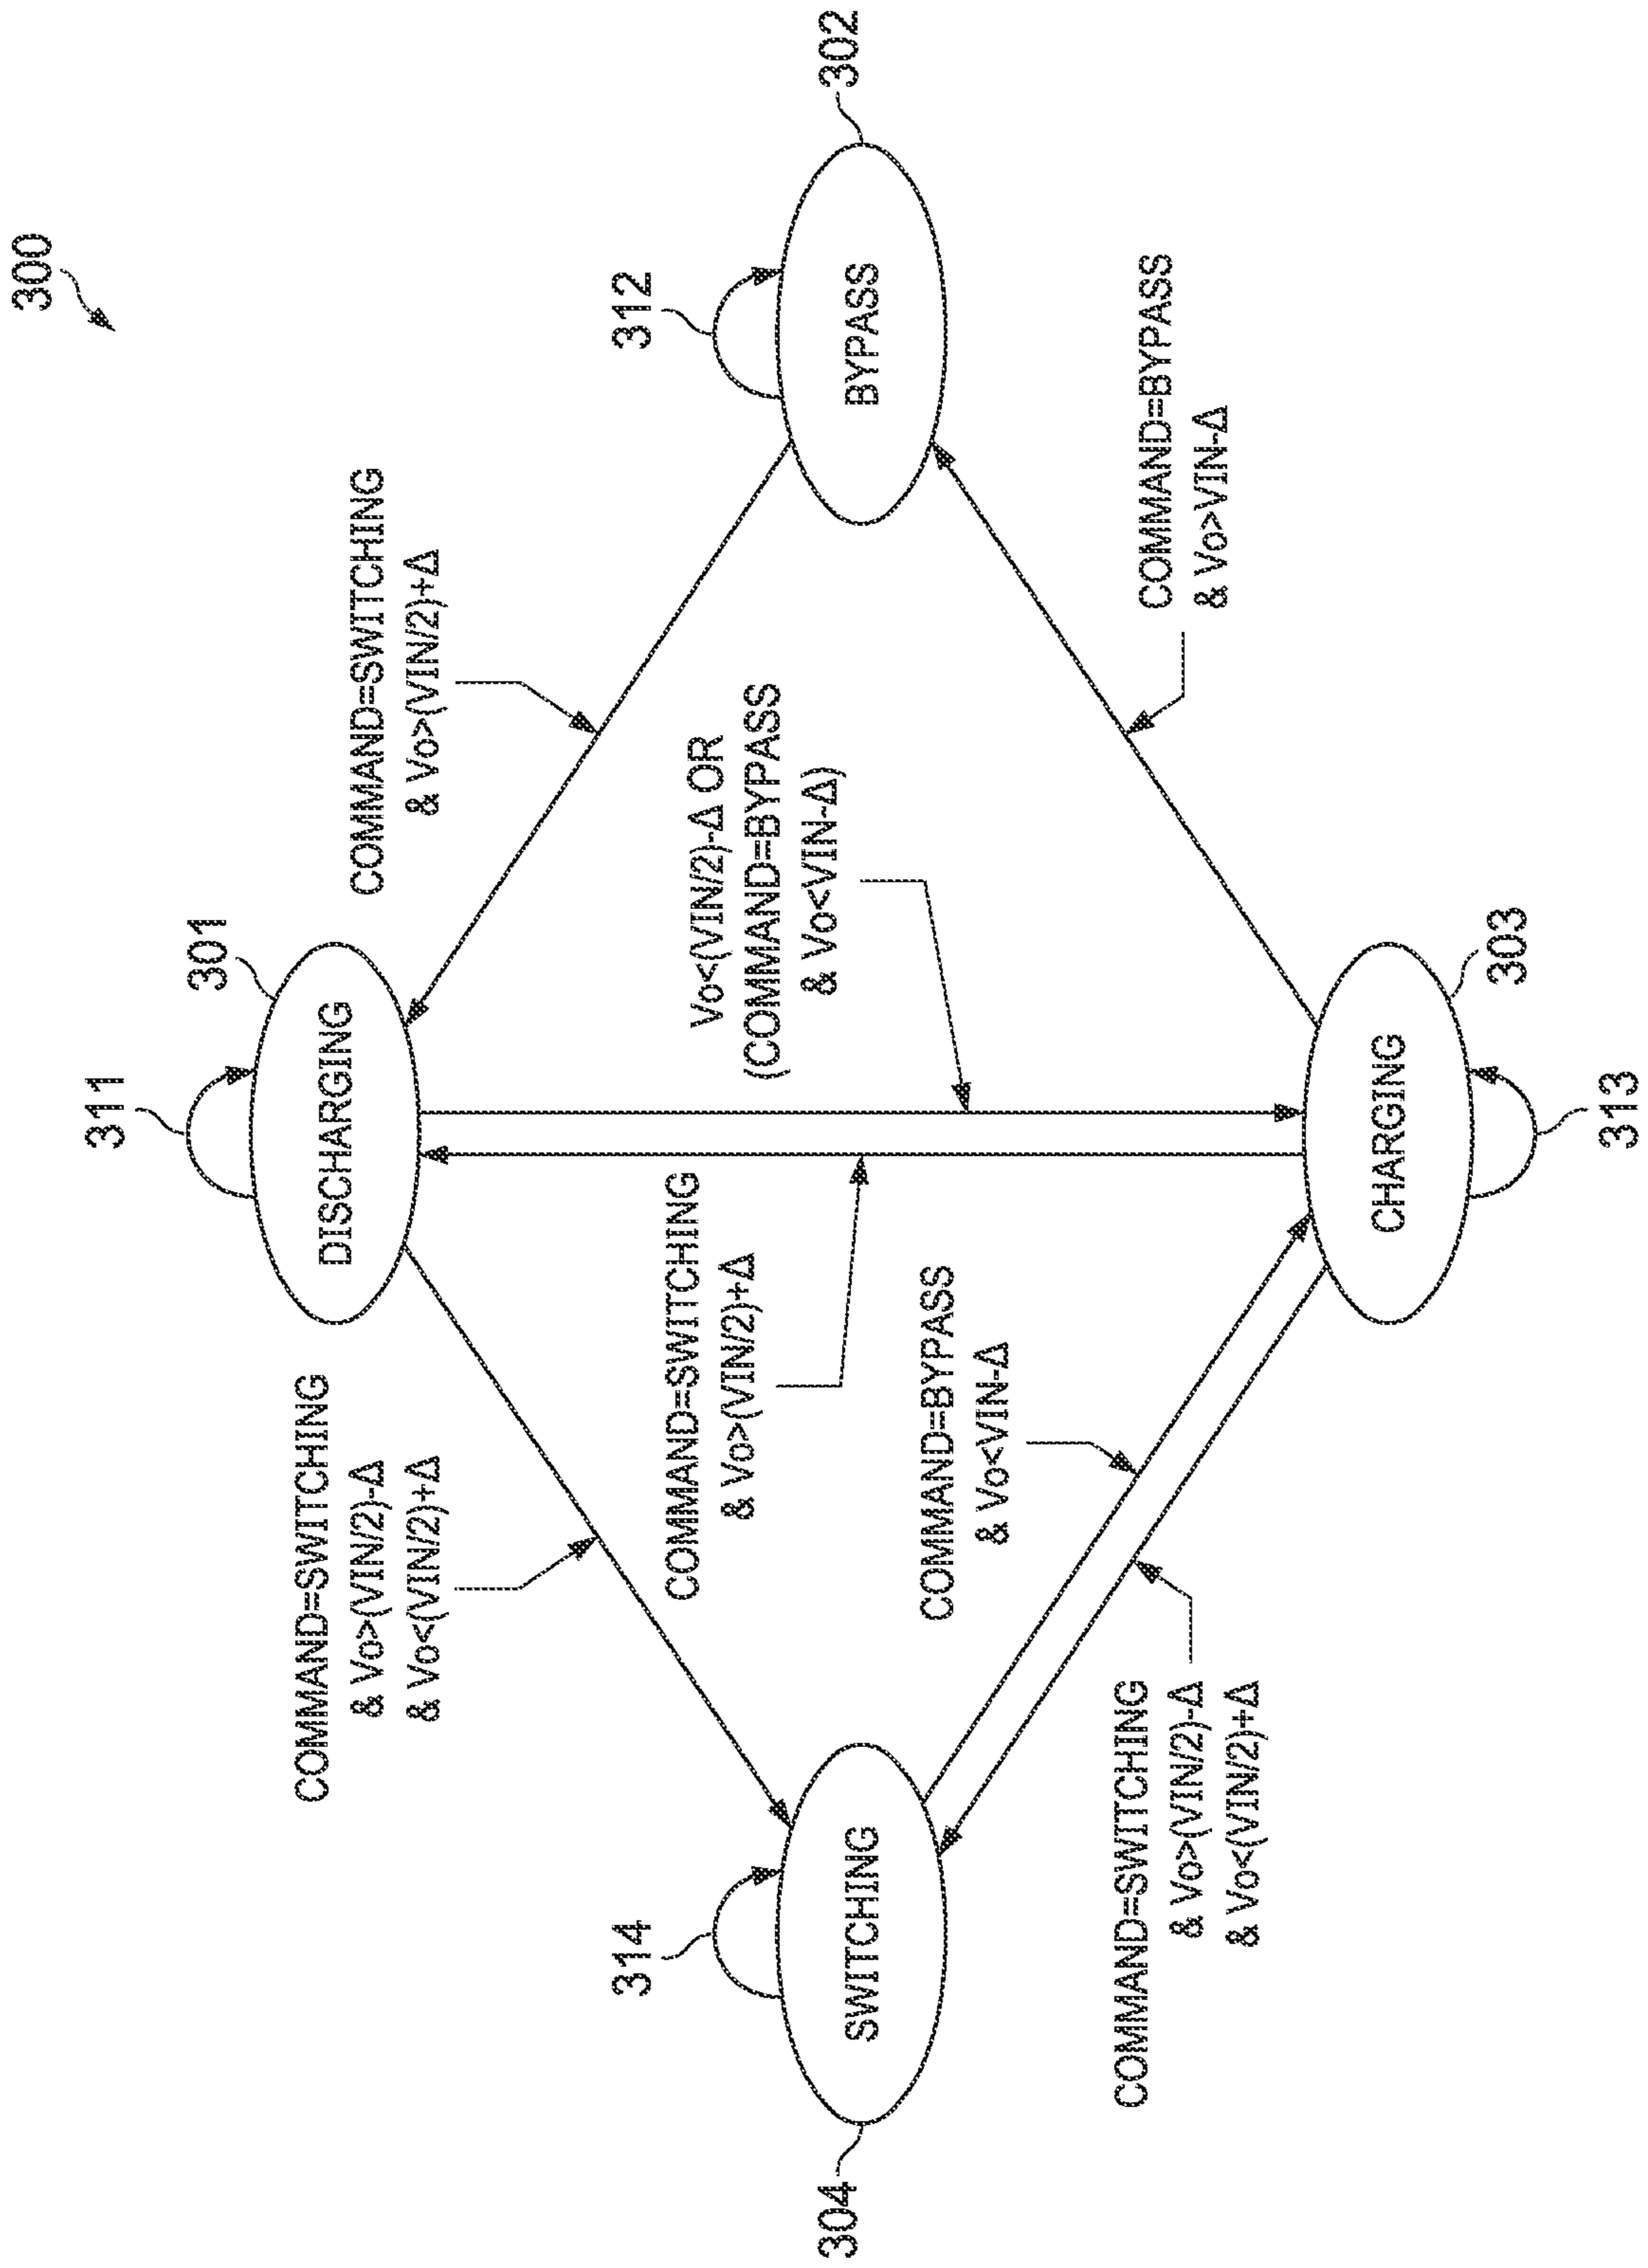 300
311
301
DISCHARGING
COMMAND=SWITCHING
& Vo>(VIN/2)-Δ
& Vo<(VIN/2)+Δ
COMMAND=SWITCHING
& Vo>(VIN/2)+Δ
314
SWITCHING
304
312
BYPASS
302
COMMAND=SWITCHING
& Vo>(VIN/2)+Δ
Vo<(VIN/2)-Δ OR
(COMMAND=BYPASS
& Vo<VIN-Δ)
COMMAND=BYPASS
& Vo<VIN-Δ
COMMAND=SWITCHING
& Vo>(VIN/2)-Δ
& Vo<(VIN/2)+Δ
COMMAND=BYPASS
& Vo>VIN-Δ
CHARGING
303
313